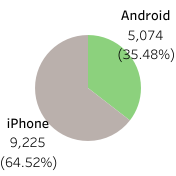 Android
5,074
(35.48%)
iPhone
9,225
(64.52%)